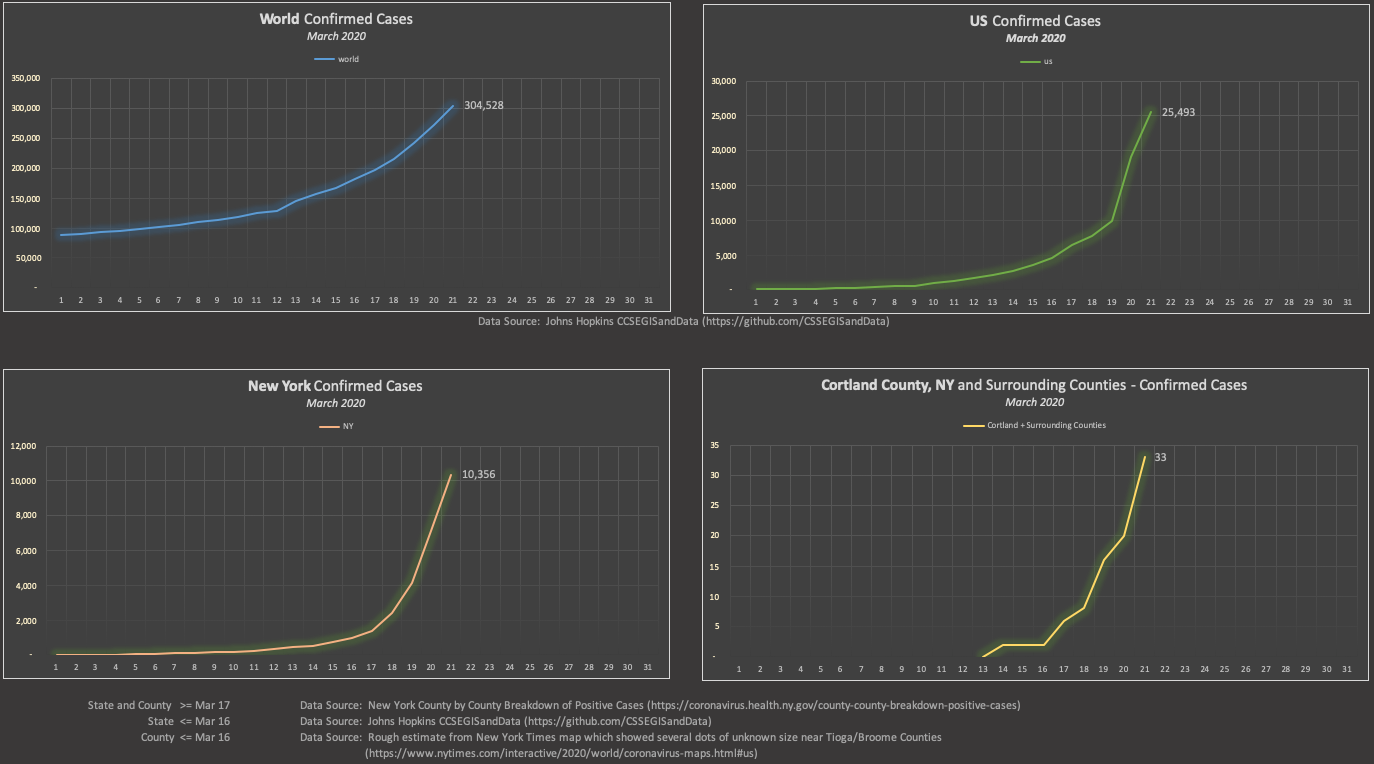 World Confirmed Cases
March 2020
world
350,000
300,000
250,000
200,000
150,000
100,000
50,000
-
304,528
1 2 3 4 5 6 7 8 9 10 11 12 13 14 15 16 17 18 19 20 21 22 23 24 25 26 27 28 29 30 31
US Confirmed Cases
March 2020
us
30,000
25,000
20,000
15,000
10,000
5,000
-
25,493
1 2 3 4 5 6 7 8 9 10 11 12 13 14 15 16 17 18 19 20 21 22 23 24 25 26 27 28 29 30 31
Data Source: Johns Hopkins CCSEGISandData (https://github.com/CSSEGISandData)
New York Confirmed Cases
March 2020
NY
12,000
10,000
8,000
6,000
4,000
2,000
-
10,356
1 2 3 4 5 6 7 8 9 10 11 12 13 14 15 16 17 18 19 20 21 22 23 24 25 26 27 28 29 30 31
Cortland County, NY and Surrounding Counties - Confirmed Cases
March 2020
Cortland + Surrounding Counties
35
30
25
20
15
10
5
-
33
1 2 3 4 5 6 7 8 9 10 11 12 13 14 15 16 17 18 19 20 21 22 23 24 25 26 27 28 29 30 31
State and County >= Mar 17 Data Source: New York County by County Breakdown of Positive Cases (https://coronavirus.health.ny.gov/county-county-breakdown-positive-cases)
State <= Mar 16 Data Source: Johns Hopkins CCSEGISandData (https://github.com/CSSEGISandData)
County <= Mar 16 Data Source: Rough estimate from New York Times map which showed several dots of unknown size near Tioga/Broome Counties
(https://www.nytimes.com/interactive/2020/world/coronavirus-maps.html#us)